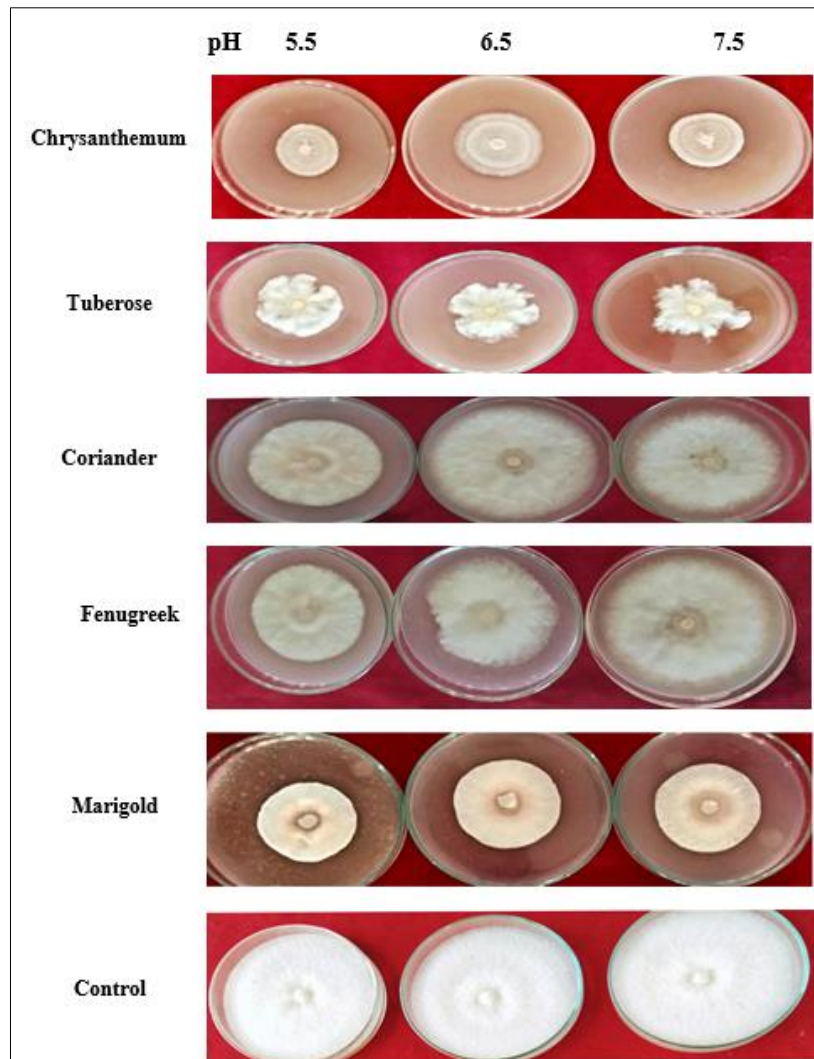 pH 5.5 6.5 7.5
Chrysanthemum
Tuberose
Coriander
Fenugreek
Marigold
Control